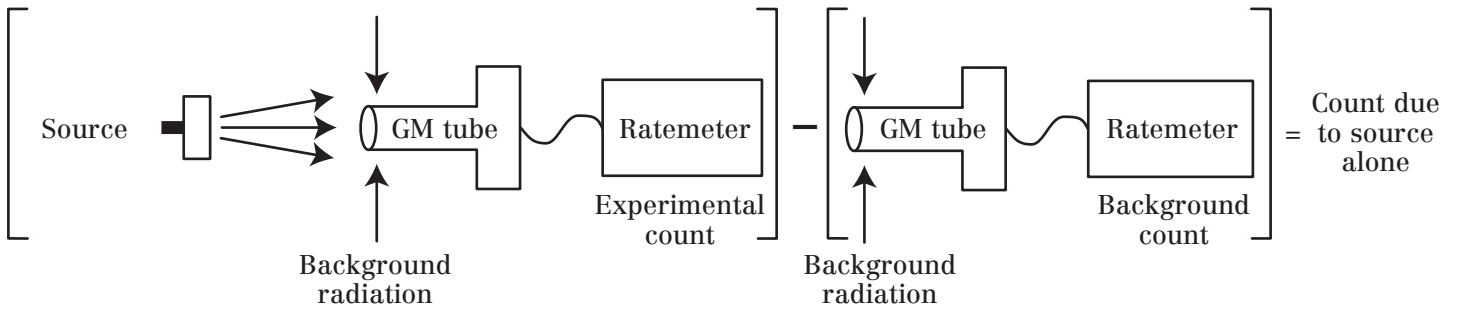 Source
GM tube
Ratemeter
Experimental
count
Background
radiation
−
GM tube
Ratemeter
Background
count
Background
radiation
=
Count due
to source
alone